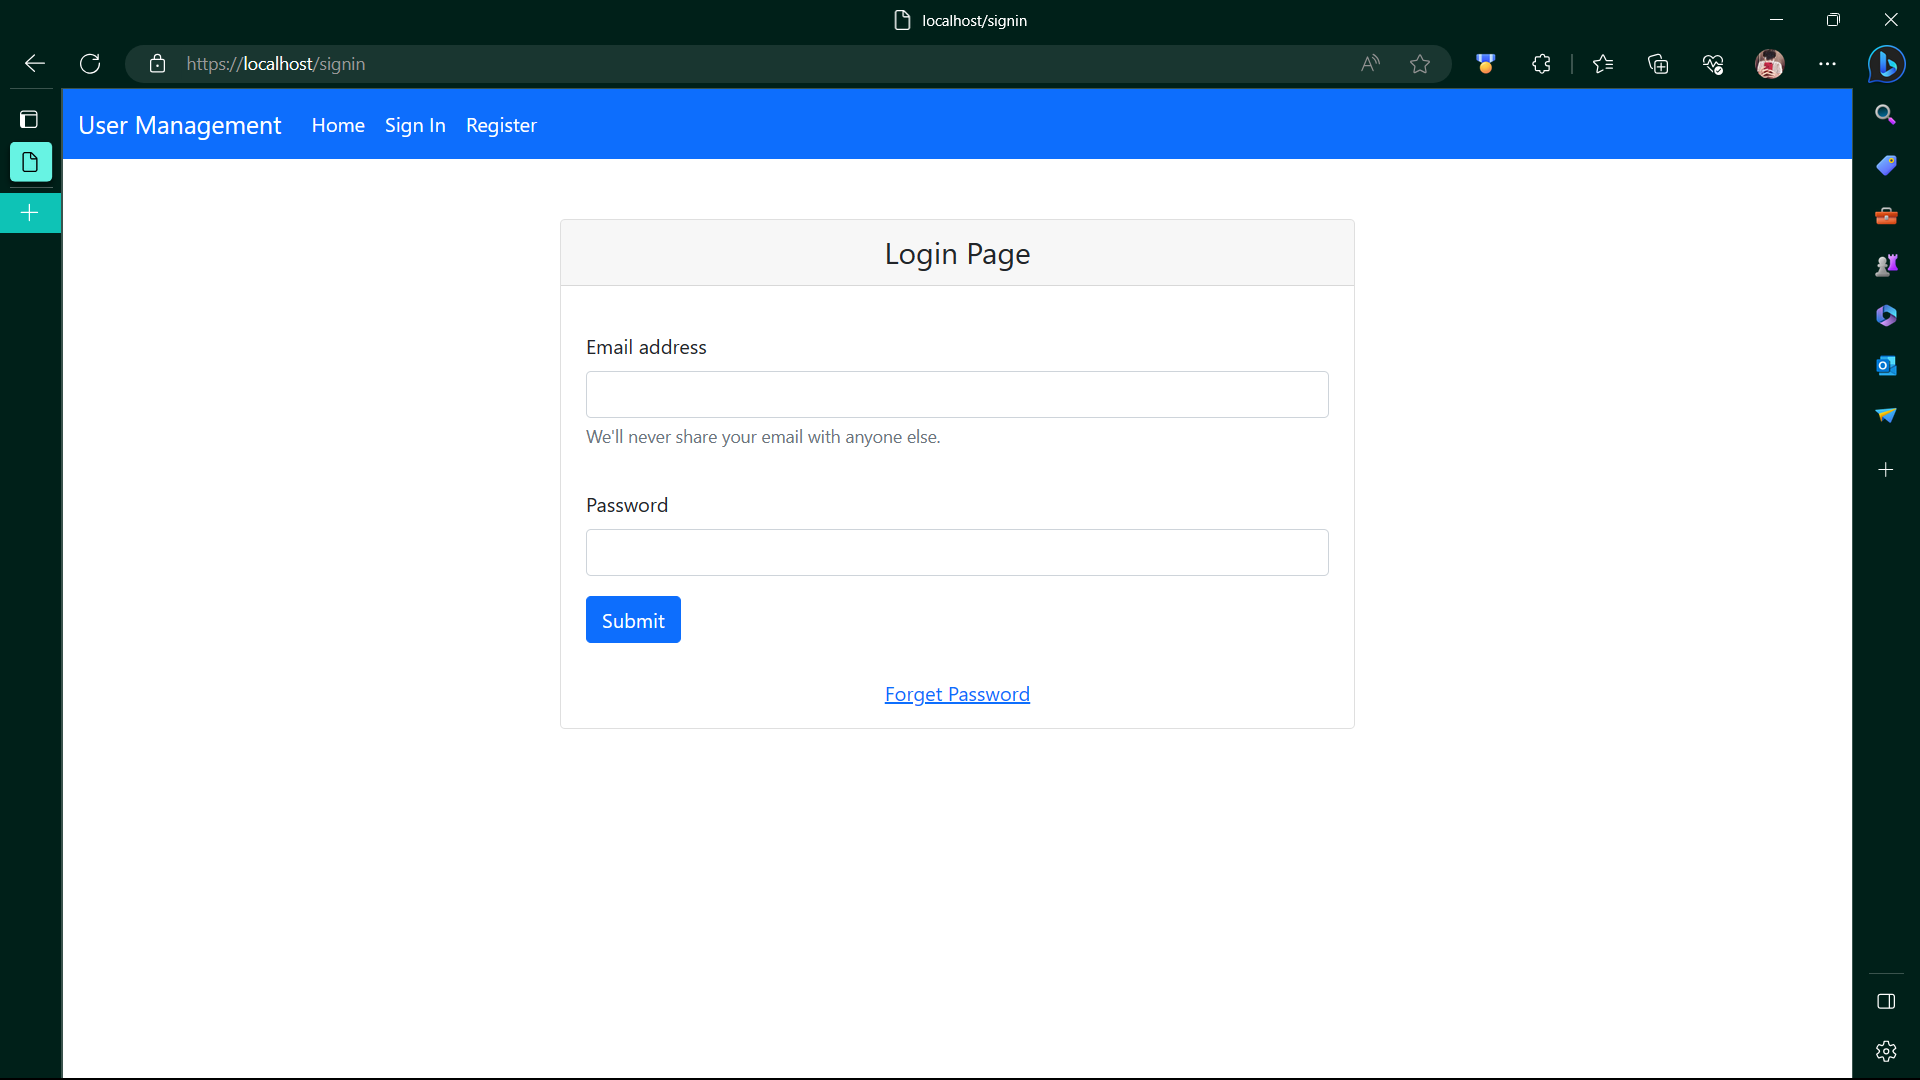 localhost/signin
https://localhost/signin
User Management Home Sign In Register
Login Page
Email address
We'll never share your email with anyone else.
Password
Submit
Forget Password